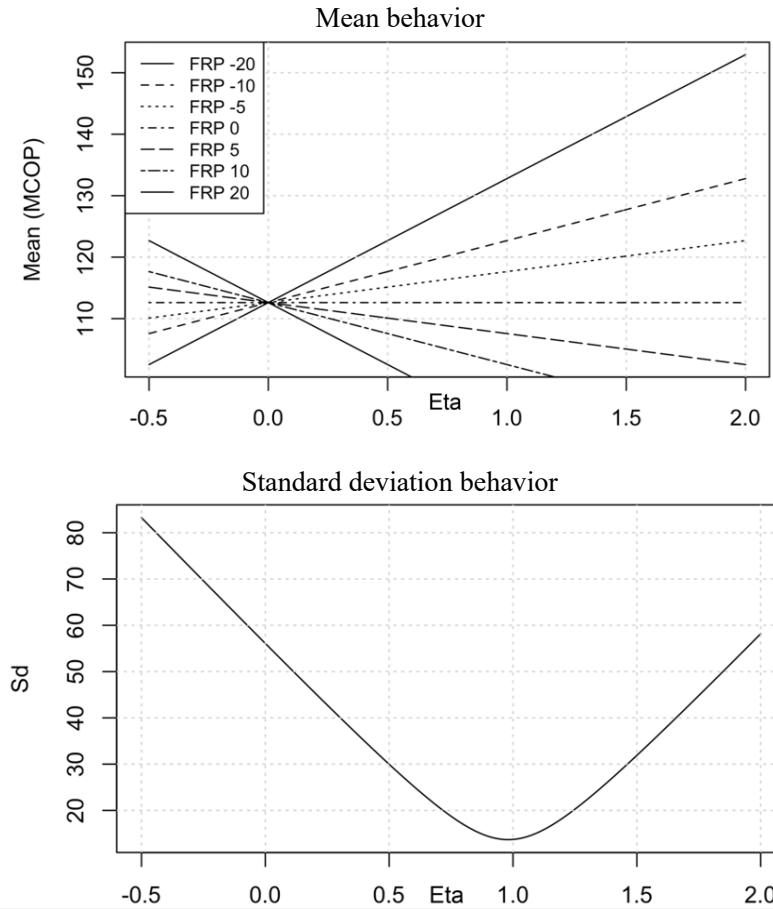 Mean behavior
FRP -20
FRP -10
FRP -5
FRP 0
FRP 5
FRP 10
FRP 20
Mean (MCOP)
150
140
130
120
110
Eta
-0.5 0.0 0.5 1.0 1.5 2.0
Standard deviation behavior
Sd
80
70
60
50
40
30
20
-0.5 0.0 0.5 Eta 1.0 1.5 2.0